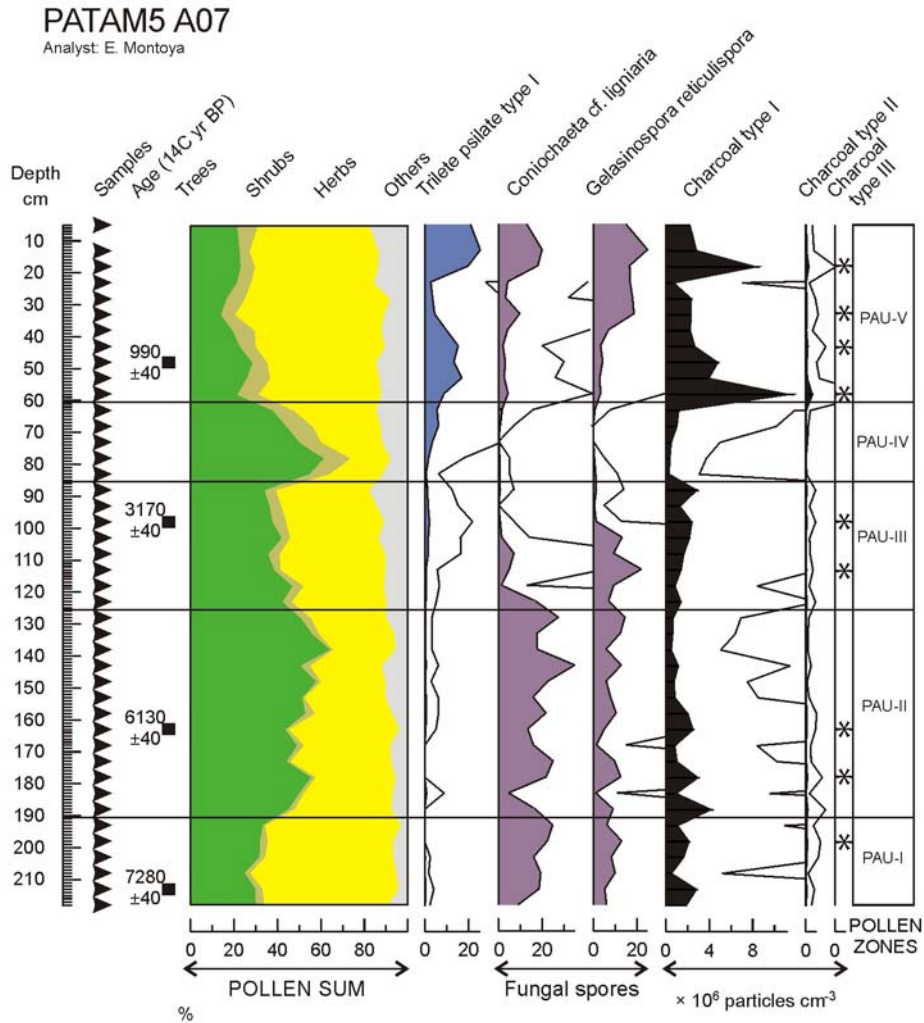 PATAM5 A07
Analyst: E. Montoya
Depth
cm
Samples
Age (14C yr BP)
Trees
Shrubs
Herbs
Others
Trilete psilate type I
Coniochaeta cf. ligniaria
Gelasinospora reticulispora
Charcoal type I
Charcoal type II
Charcoal
type III
10
20
30
40
50
60
70
80
90
100
110
120
130
140
150
160
170
180
190
200
210
990
±40
3170
±40
6130
±40
7280
±40
PAU-V
PAU-IV
PAU-III
PAU-II
PAU-I
0 20 40 60 80
0
0 20
0 20
0 4 8
0 0
POLLEN
ZONES
POLLEN SUM
Fungal spores
× 10⁶ particles cm⁻³
%